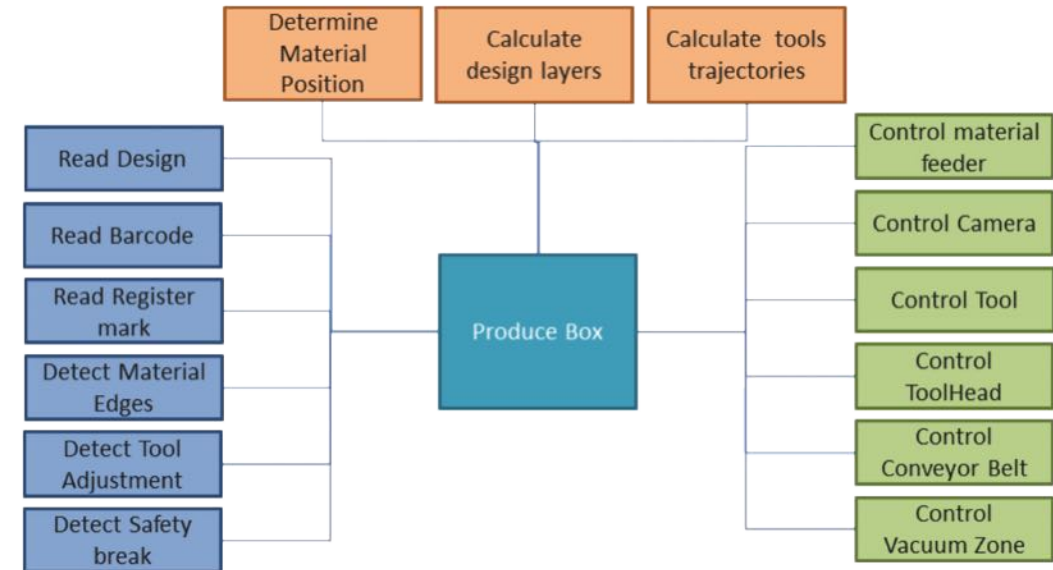 Determine
Material
Position
Calculate
design layers
Calculate tools
trajectories
Read Design
Read Barcode
Read Register
mark
Detect Material
Edges
Detect Tool
Adjustment
Detect Safety
break
Produce Box
Control material
feeder
Control Camera
Control Tool
Control
ToolHead
Control
Conveyor Belt
Control
Vacuum Zone